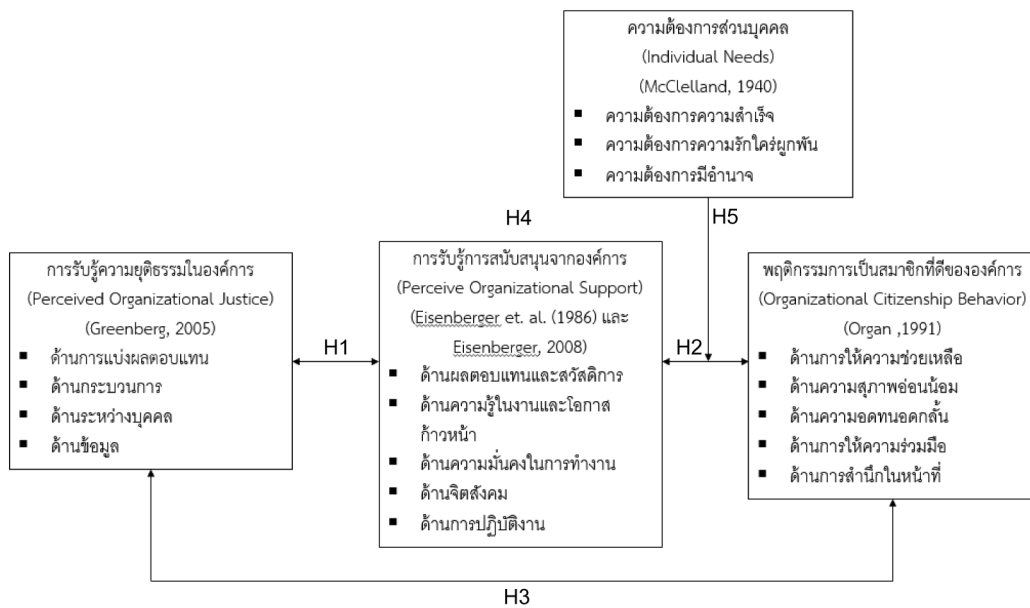 ความต้องการส่วนบุคคล
(Individual Needs)
(McClelland, 1940)
▪ ความต้องการความสำเร็จ
▪ ความต้องการความรักใคร่ผูกพัน
▪ ความต้องการมีอำนาจ
H4
H5
การรับรู้ความยุติธรรมในองค์การ
(Perceived Organizational Justice)
(Greenberg, 2005)
▪ ด้านการแบ่งผลตอบแทน
▪ ด้านกระบวนการ
▪ ด้านระหว่างบุคคล
▪ ด้านข้อมูล
H1
การรับรู้การสนับสนุนจากองค์การ
(Perceive Organizational Support)
(Eisenberger et. al. (1986) และ
Eisenberger, 2008)
▪ ด้านผลตอบแทนและสวัสดิการ
▪ ด้านความรู้ในงานและโอกาส
ก้าวหน้า
▪ ด้านความมั่นคงในการทำงาน
▪ ด้านจิตสังคม
▪ ด้านการปฏิบัติงาน
H2
พฤติกรรมการเป็นสมาชิกที่ดีขององค์การ
(Organizational Citizenship Behavior)
(Organ ,1991)
▪ ด้านการให้ความช่วยเหลือ
▪ ด้านความสุภาพอ่อนน้อม
▪ ด้านความอดทนอดกลั้น
▪ ด้านการให้ความร่วมมือ
▪ ด้านการสำนึกในหน้าที่
H3